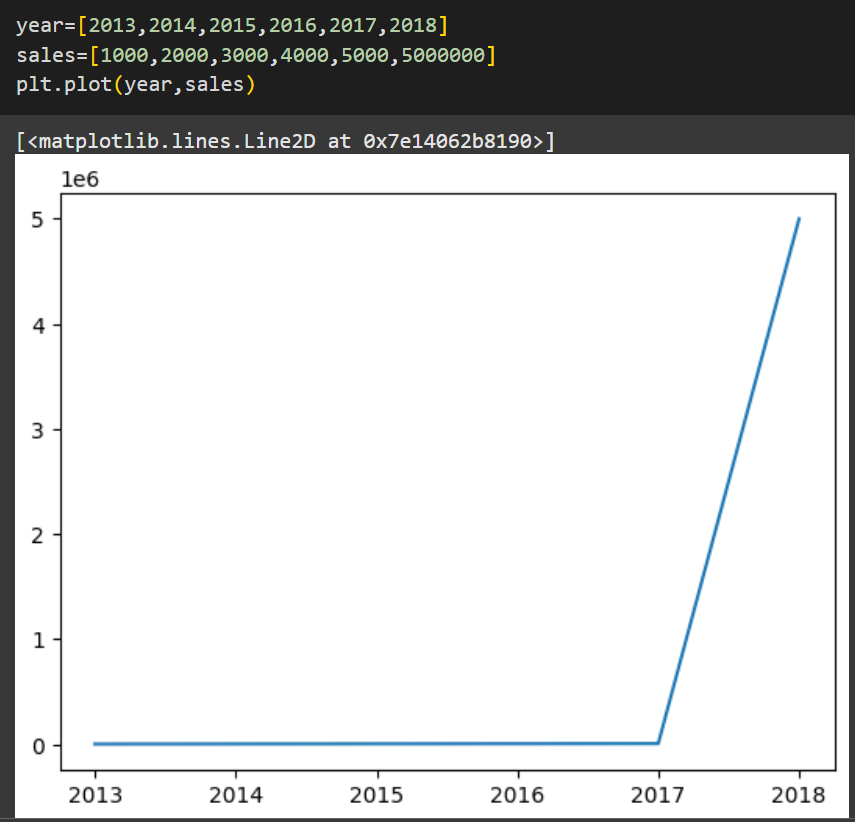 year=[2013,2014,2015,2016,2017,2018]
sales=[1000,2000,3000,4000,5000,5000000]
plt.plot(year,sales)
[<matplotlib.lines.Line2D at 0x7e14062b8190>]
1e6
5
4
3
2
1
0
2013 2014 2015 2016 2017 2018